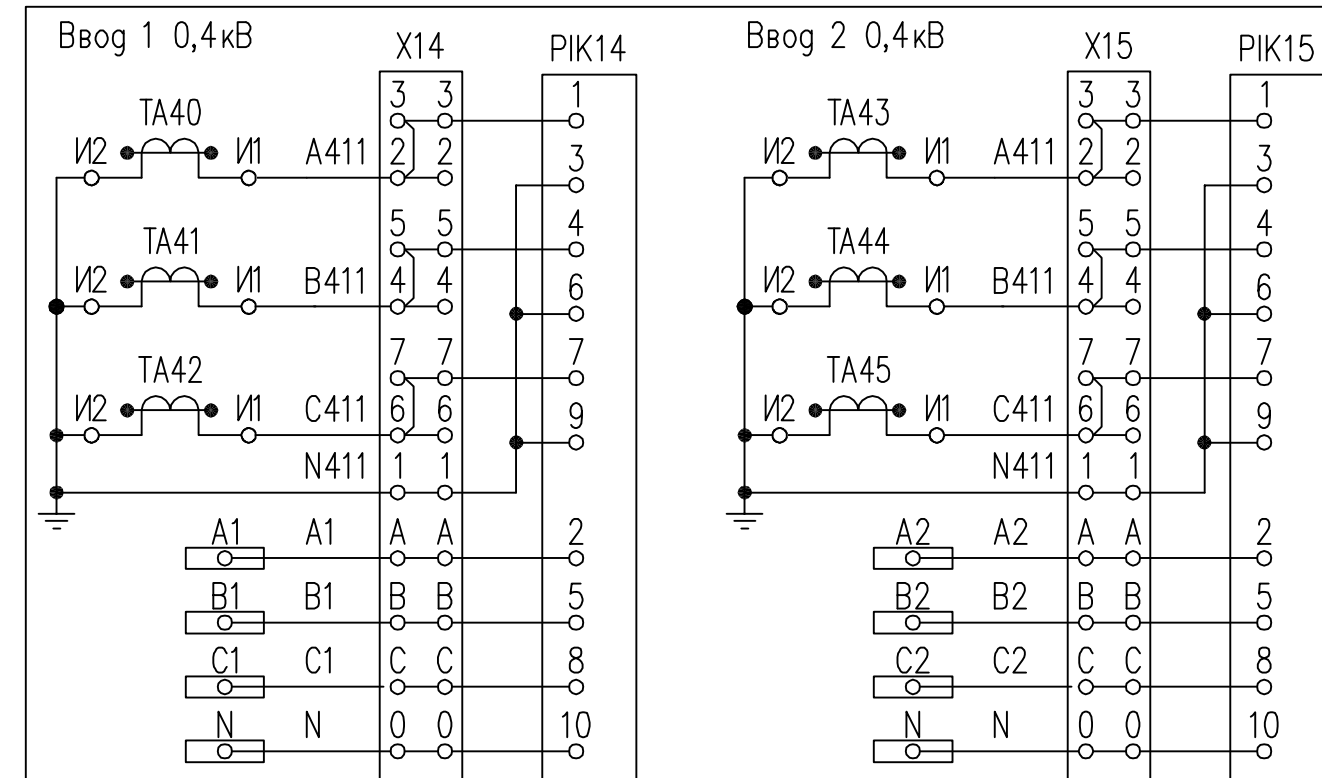 Ввод 1 0,4кВ
X14
PIK14
Ввод 2 0,4кВ
X15
PIK15
3 3 1
3 3 1
TA40
TA43
И2 И1 A411 2 2 3
И2 И1 A411 2 2 3
5 5 4
5 5 4
TA41
TA44
И2 И1 B411 4 4 6
И2 И1 B411 4 4 6
7 7 7
7 7 7
TA42
TA45
И2 И1 C411 6 6 9
И2 И1 C411 6 6 9
N411 1 1
N411 1 1
A1 A1 A A 2
A2 A2 A A 2
B1 B1 B B 5
B2 B2 B B 5
C1 C1 C C 8
C2 C2 C C 8
N N 0 0 10
N N 0 0 10